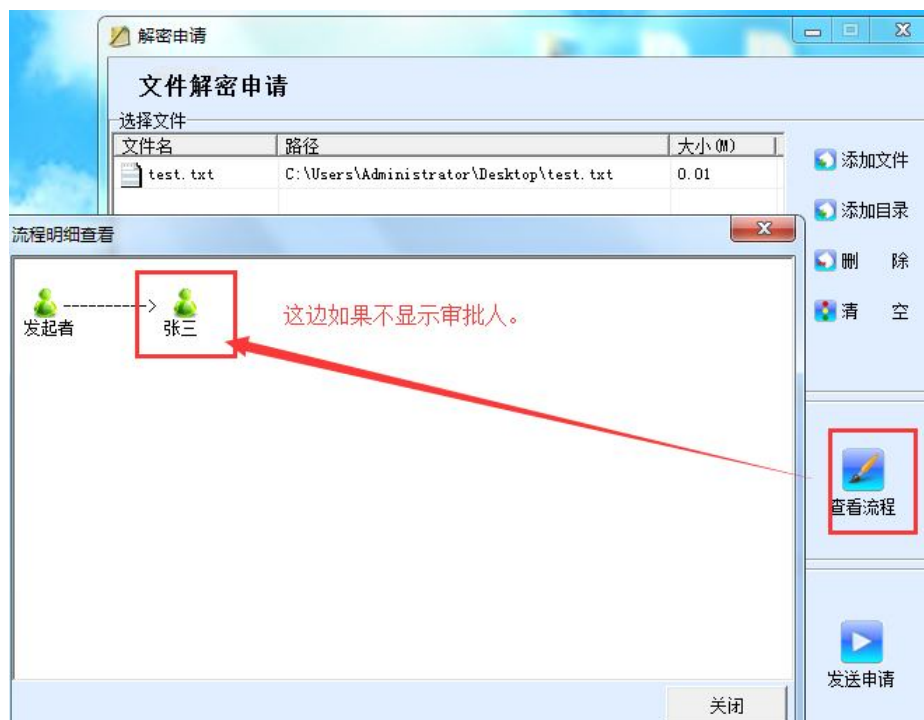 解密申请
文件解密申请
选择文件
文件名 路径 大小(M)
test.txt C:\Users\Administrator\Desktop\test.txt 0.01
添加文件
添加目录
删 除
清 空
流程明细查看
发起者 张三
这边如果不显示审批人。
查看流程
发送申请
关闭